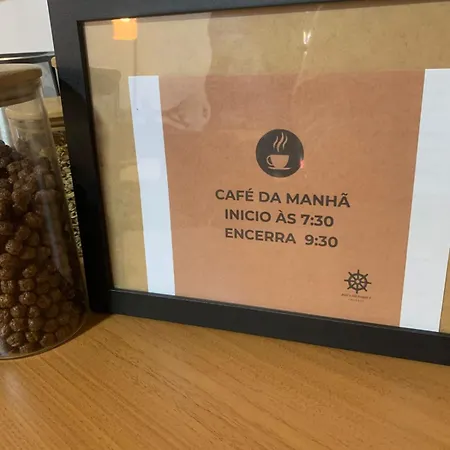 CAFÉ DA MANHÃ
INICIO ÀS 7:30
ENCERRA 9:30